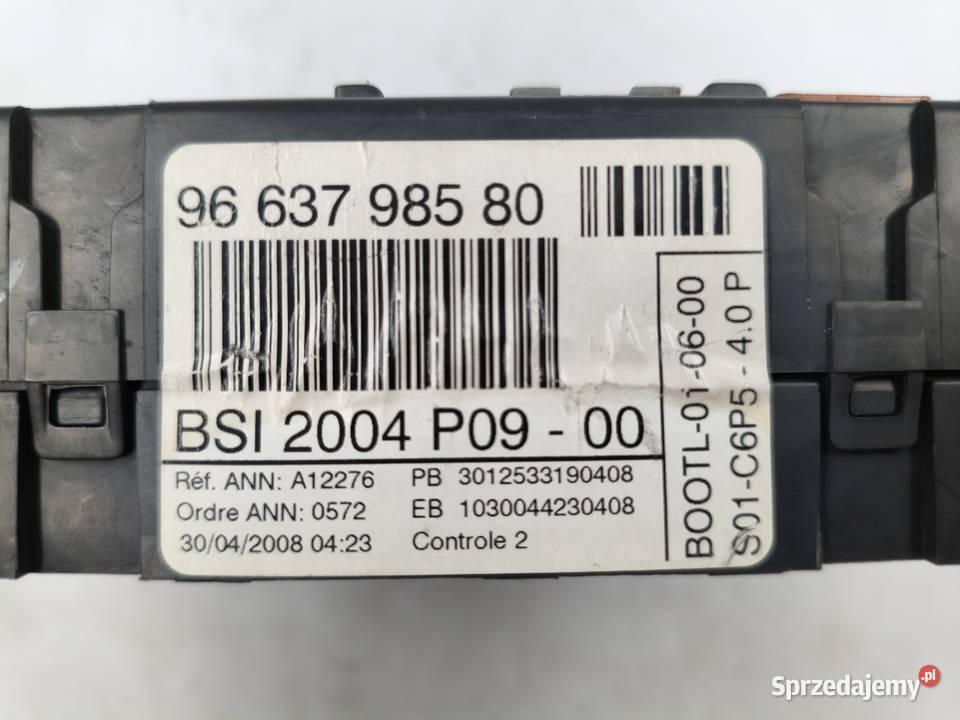 96 637 985 80
BSI 2004 P09 - 00
Réf. ANN: A12276 PB 3012533190408
Ordre ANN: 0572 EB 1030044230408
30/04/2008 04:23 Controle 2
BOOTL-01-06-00
S01-C6P5 - 4.0 P
Sprzedajemy.pl